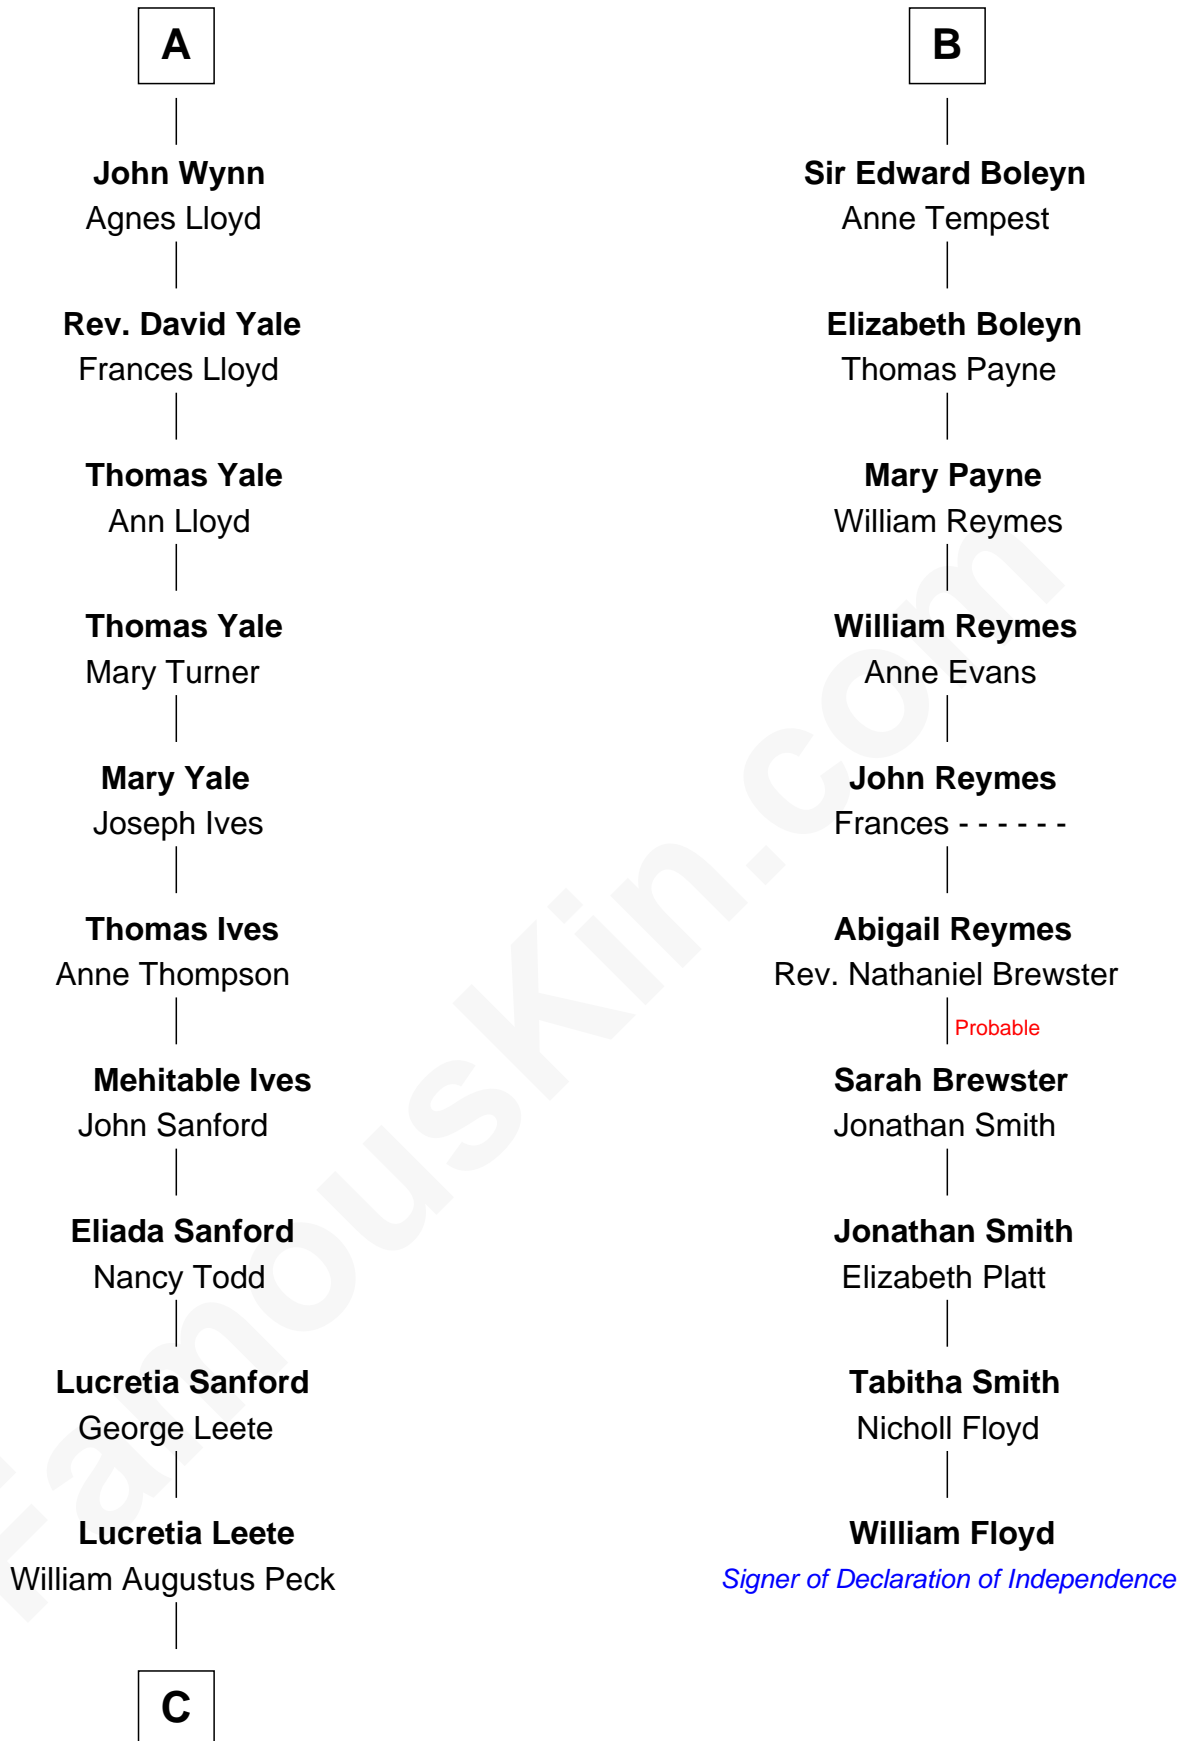 A
John Wynn
Agnes Lloyd
Rev. David Yale
Frances Lloyd
Thomas Yale
Ann Lloyd
Thomas Yale
Mary Turner
Mary Yale
Joseph Ives
Thomas Ives
Anne Thompson
Mehitable Ives
John Sanford
Eliada Sanford
Nancy Todd
Lucretia Sanford
George Leete
Lucretia Leete
William Augustus Peck
C
B
Sir Edward Boleyn
Anne Tempest
Elizabeth Boleyn
Thomas Payne
Mary Payne
William Reymes
William Reymes
Anne Evans
John Reymes
Frances - - - - - -
Abigail Reymes
Rev. Nathaniel Brewster
Probable
Sarah Brewster
Jonathan Smith
Jonathan Smith
Elizabeth Platt
Tabitha Smith
Nicholl Floyd
William Floyd
Signer of Declaration of Independence
FamousKin.com